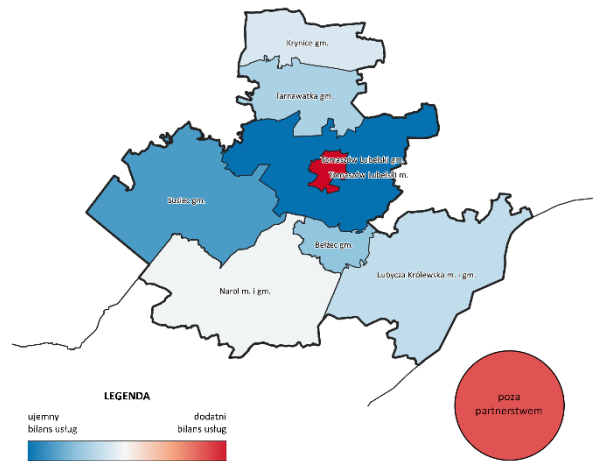 Krynice gm.
Tarnawatka gm.
Tomaszów Lubelski gm.
Tomaszów Lubelski m.
Susiec gm.
Bełżec gm.
Lubycza Królewska m. i gm.
Narol m. i gm.
LEGENDA
ujemny
bilans usług
dodatni
bilans usług
poza
partnerstwem